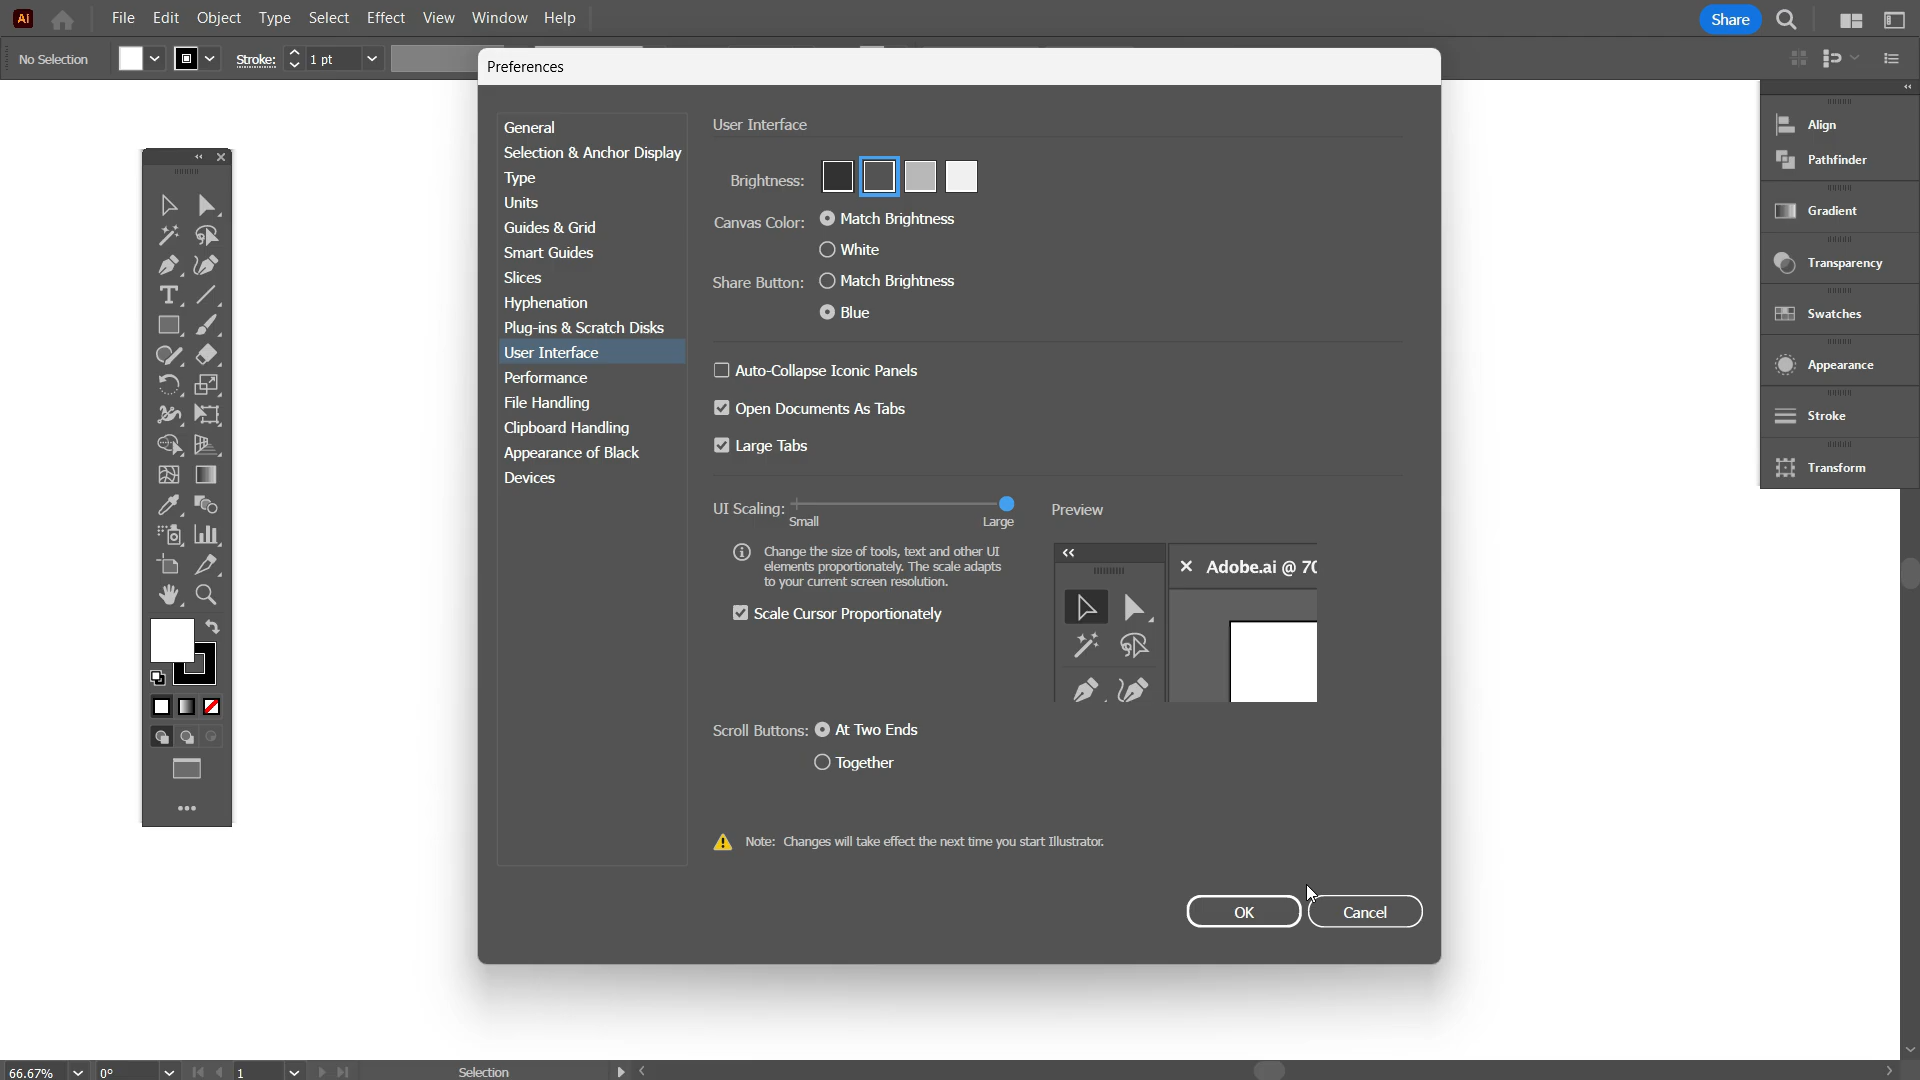 Ai File Edit Object Type Select Effect View Window Help Share
No Selection Stroke: 1 pt
Preferences
General
Selection & Anchor Display
Type
Units
Guides & Grid
Smart Guides
Slices
Hyphenation
Plug-ins & Scratch Disks
User Interface
Performance
File Handling
Clipboard Handling
Appearance of Black
Devices
User Interface
Brightness:
Canvas Color: Match Brightness
White
Share Button: Match Brightness
Blue
Auto-Collapse Iconic Panels
Open Documents As Tabs
Large Tabs
UI Scaling:
Small Large
Preview
Change the size of tools, text and other UI
elements proportionately. The scale adapts
to your current screen resolution.
Scale Cursor Proportionately
Adobe.ai @ 70
Scroll Buttons: At Two Ends
Together
Note: Changes will take effect the next time you start Illustrator.
OK Cancel
Align
Pathfinder
Gradient
Transparency
Swatches
Appearance
Stroke
Transform
66.67% 0° 1 Selection